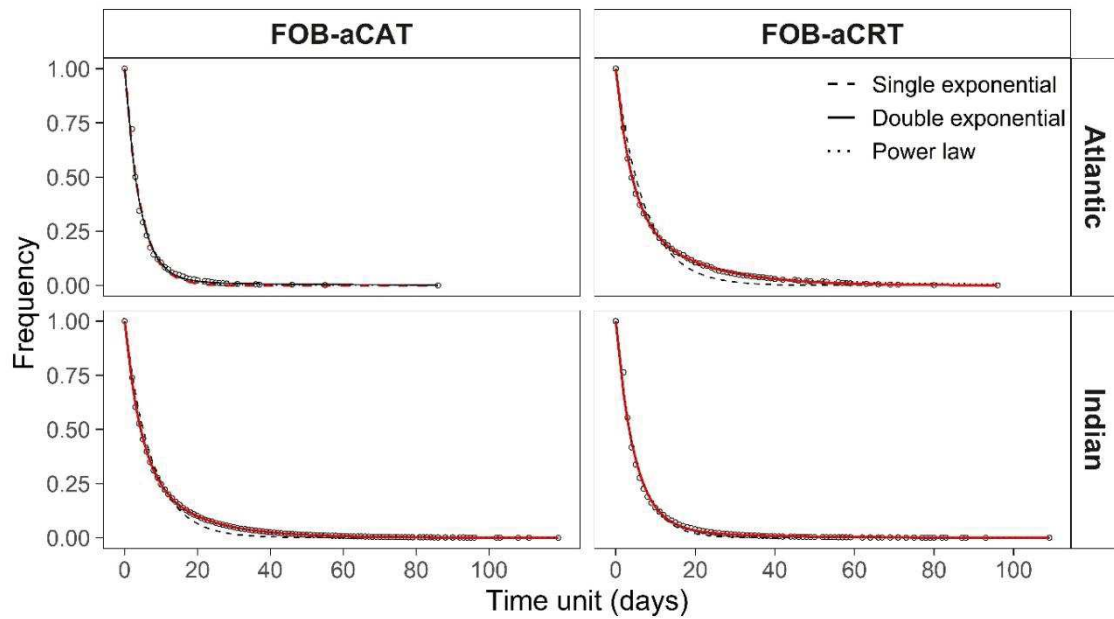 FOB-aCAT
FOB-aCRT
1.00
0.75
0.50
0.25
0.00
Single exponential
Double exponential
Power law
Atlantic
Frequency
1.00
0.75
0.50
0.25
0.00
Indian
0 20 40 60 80 100
0 20 40 60 80 100
Time unit (days)